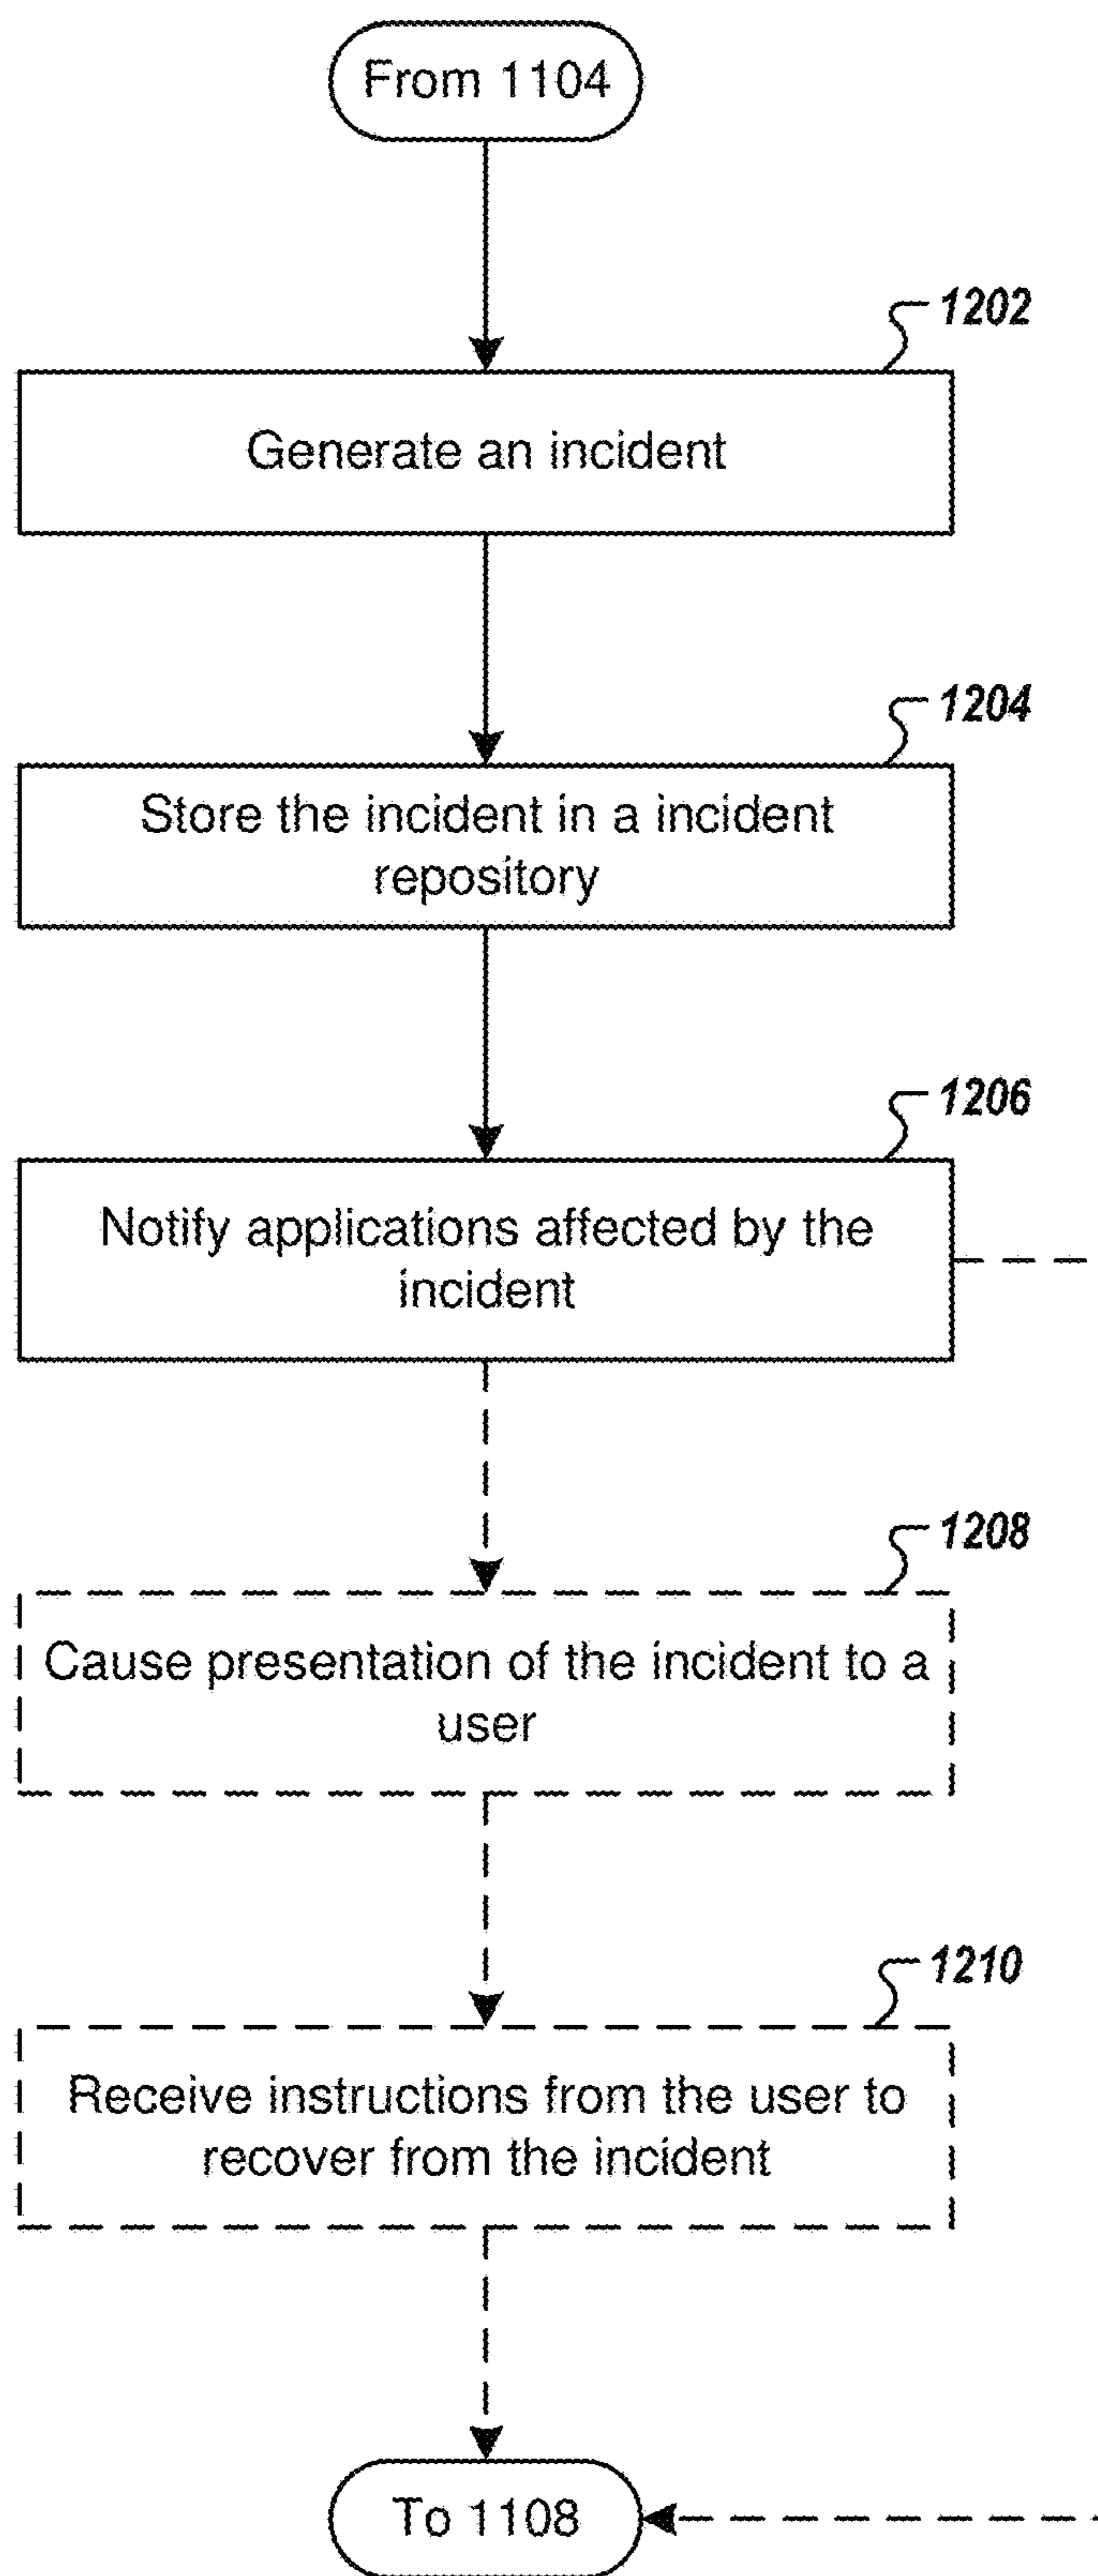 From 1104
1202
Generate an incident
1204
Store the incident in a incident
repository
1206
Notify applications affected by the
incident
1208
Cause presentation of the incident to a
user
1210
Receive instructions from the user to
recover from the incident
To 1108